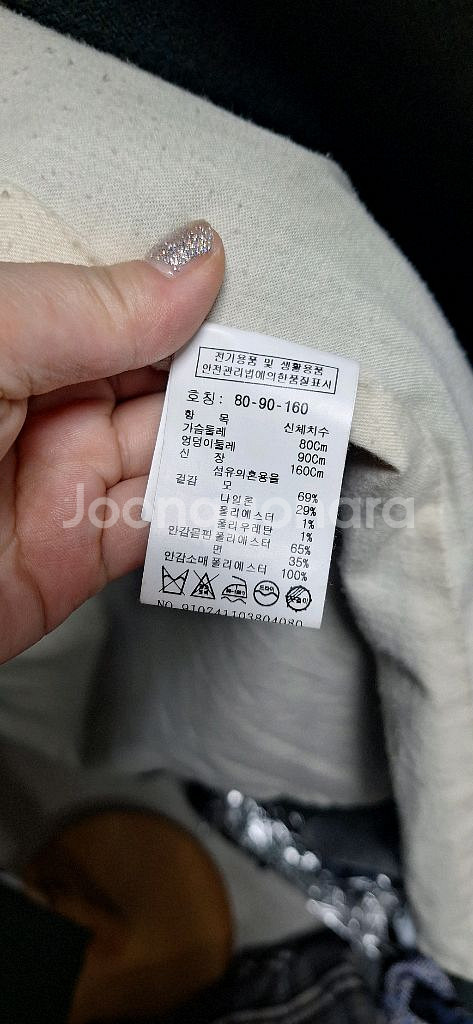 전기용품 및 생활용품
안전관리법에의한품질표시
호칭: 80-90-160
항 목 신체치수
가슴둘레 80Cm
엉덩이둘레 90Cm
신 장 160Cm
섬유의혼용율
겉감 모 69%
나일론 29%
폴리에스터 1%
폴리우레탄 1%
안감몸판 폴리에스터 65%
면 35%
안감소매 폴리에스터 100%
드라이
NO 910741103804080
Joonggonara